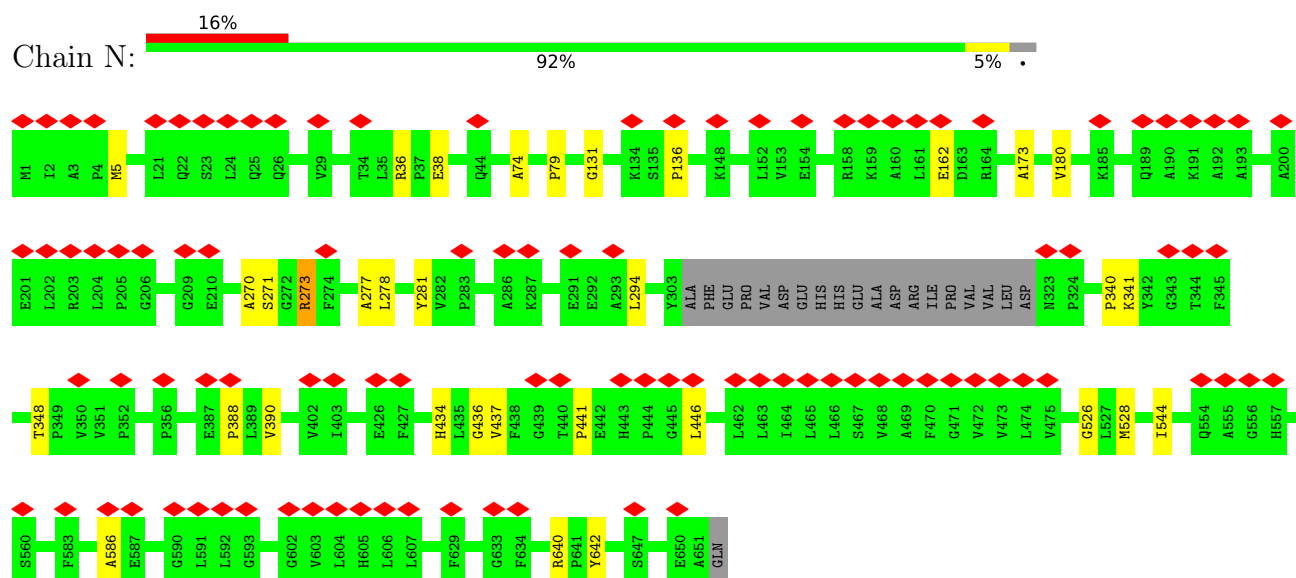 16%
Chain N:
92% 5% •
M1 I2 A3 P4 M5 L21 Q22 S23 L24 Q25 Q26 V29 T34 L35 R36 P37 E38 Q44 A74 P79 G131 K134 S135 P136 K148 L152 V153 E154 R158 K159 A160 L161 E162 D163 R164 A173 V180 K185 Q189 A190 K191 A192 A193 A200
E201 L202 R203 L204 P205 G206 G209 E210 A270 S271 G272 R273 F274 A277 L278 Y281 V282 P283 A286 K287 E291 E292 A293 L294 Y303 ALA PHE GLU PRO VAL ASP GLU HIS HIS GLU ALA ASP ARG ILE PRO VAL VAL LEU ASP N323 P324 P340 K341 Y342 G343 T344 F345
T348 P349 V350 V351 P352 P356 E387 P388 L389 V390 V402 I403 E426 F427 H434 L435 G436 V437 F438 G439 T440 P441 E442 H443 P444 G445 L446 L462 L463 I464 L465 L466 S467 V468 A469 F470 G471 V472 V473 L474 V475 G526 L527 M528 I544 Q554 A555 G556 H557
S560 F583 A586 E587 G590 L591 L592 G593 G602 V603 L604 H605 L606 L607 F629 G633 F634 R640 P641 Y642 S647 E650 A651 GLN